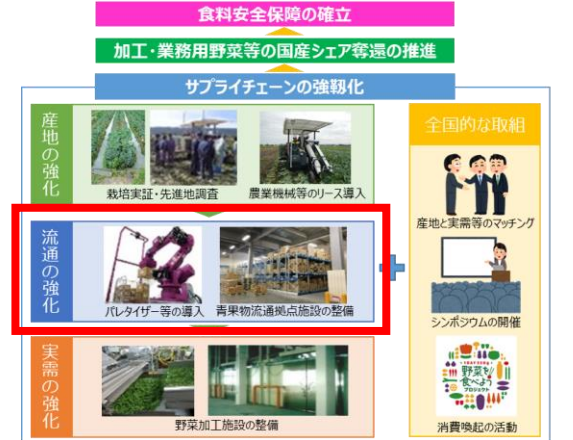 食料安全保障の確立
加工・業務用野菜等の国産シェア奪還の推進
サプライチェーンの強靱化
産地の強化
栽培実証・先進地調査
農業機械等のリース導入
流通の強化
パレタイザー等の導入
青果物流通拠点施設の整備
実需の強化
野菜加工施設の整備
全国的な取組
産地と実需等のマッチング
シンポジウムの開催
野菜を
食べよう
プロジェクト
消費喚起の活動